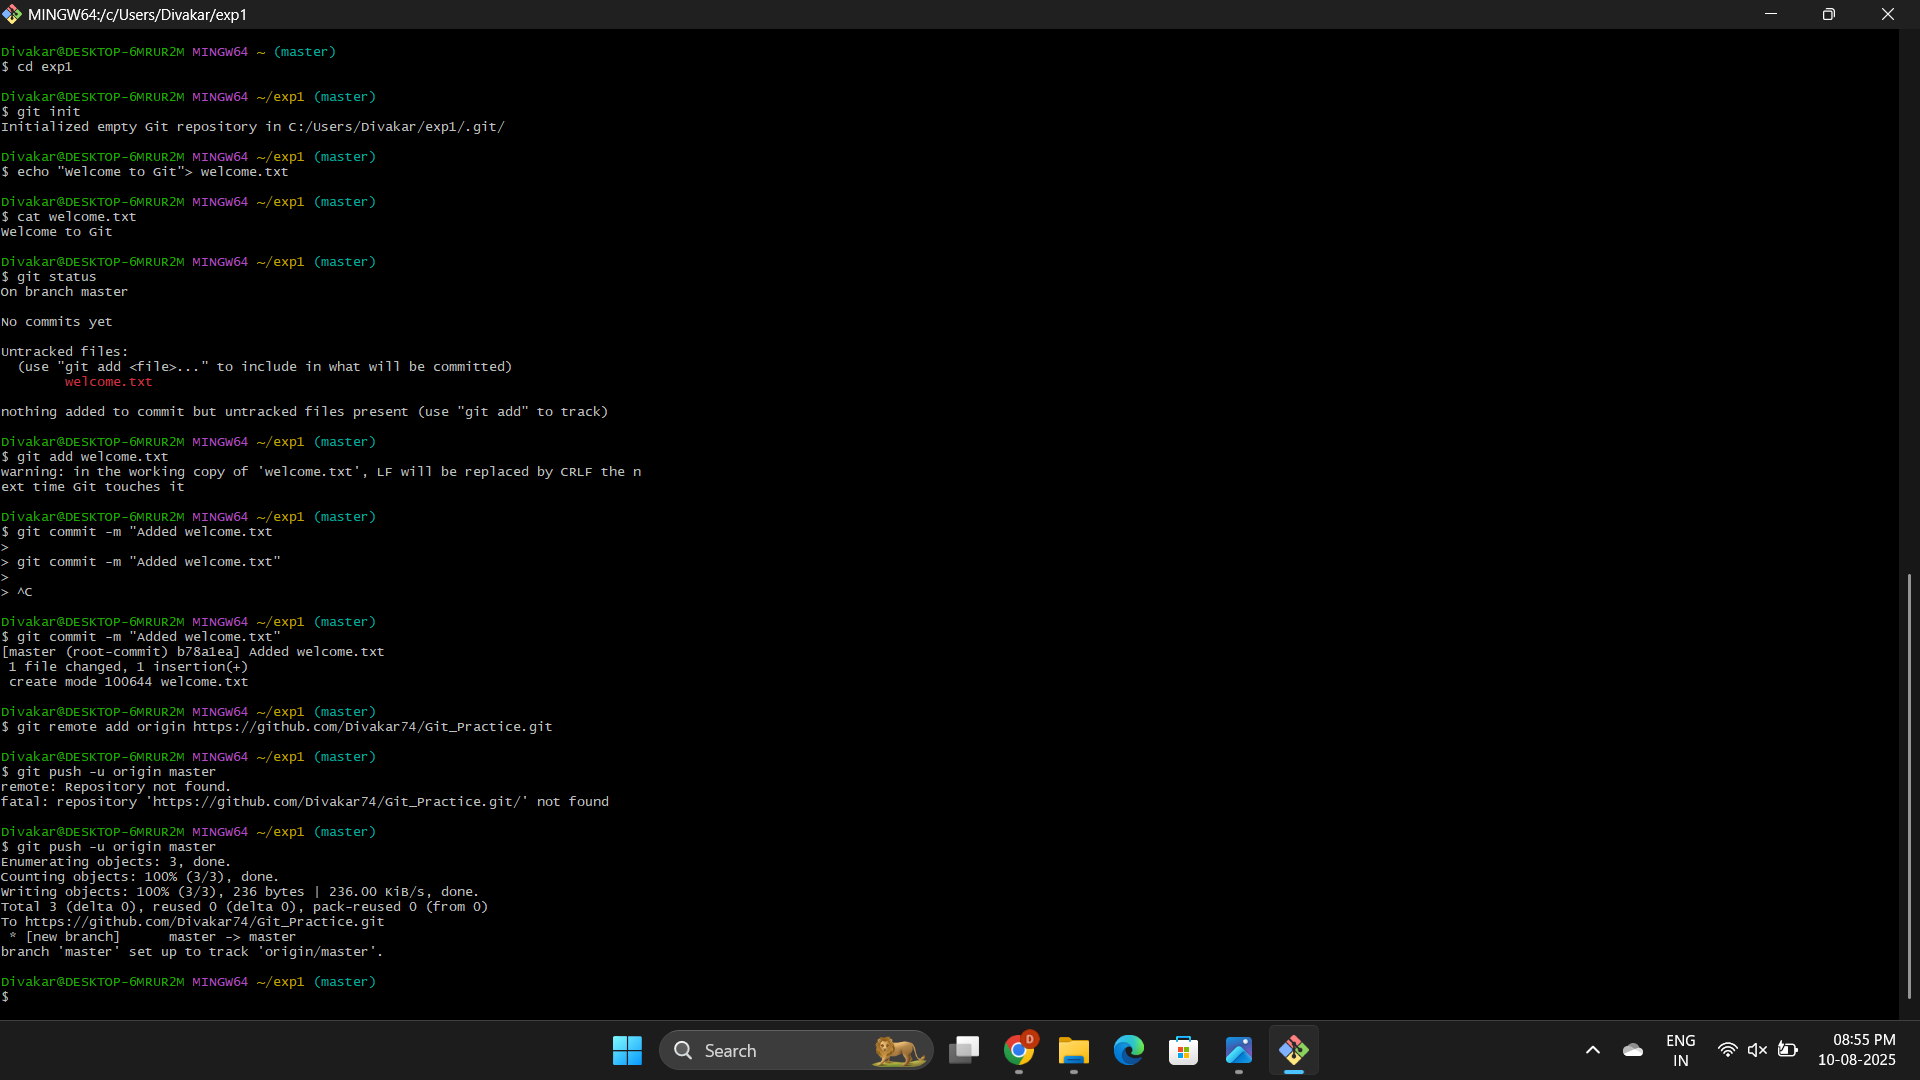 MINGW64:/c/Users/Divakar/exp1
Divakar@DESKTOP-6MRUR2M MINGW64 ~ (master)
$ cd exp1
Divakar@DESKTOP-6MRUR2M MINGW64 ~/exp1 (master)
$ git init
Initialized empty Git repository in C:/Users/Divakar/exp1/.git/
Divakar@DESKTOP-6MRUR2M MINGW64 ~/exp1 (master)
$ echo "Welcome to Git"> welcome.txt
Divakar@DESKTOP-6MRUR2M MINGW64 ~/exp1 (master)
$ cat welcome.txt
Welcome to Git
Divakar@DESKTOP-6MRUR2M MINGW64 ~/exp1 (master)
$ git status
On branch master
No commits yet
Untracked files:
  (use "git add <file>..." to include in what will be committed)
        welcome.txt
nothing added to commit but untracked files present (use "git add" to track)
Divakar@DESKTOP-6MRUR2M MINGW64 ~/exp1 (master)
$ git add welcome.txt
warning: in the working copy of 'welcome.txt', LF will be replaced by CRLF the n
ext time Git touches it
Divakar@DESKTOP-6MRUR2M MINGW64 ~/exp1 (master)
$ git commit -m "Added welcome.txt
>
> git commit -m "Added welcome.txt"
>
> ^C
Divakar@DESKTOP-6MRUR2M MINGW64 ~/exp1 (master)
$ git commit -m "Added welcome.txt"
[master (root-commit) b78a1ea] Added welcome.txt
 1 file changed, 1 insertion(+)
 create mode 100644 welcome.txt
Divakar@DESKTOP-6MRUR2M MINGW64 ~/exp1 (master)
$ git remote add origin https://github.com/Divakar74/Git_Practice.git
Divakar@DESKTOP-6MRUR2M MINGW64 ~/exp1 (master)
$ git push -u origin master
remote: Repository not found.
fatal: repository 'https://github.com/Divakar74/Git_Practice.git/' not found
Divakar@DESKTOP-6MRUR2M MINGW64 ~/exp1 (master)
$ git push -u origin master
Enumerating objects: 3, done.
Counting objects: 100% (3/3), done.
Writing objects: 100% (3/3), 236 bytes | 236.00 KiB/s, done.
Total 3 (delta 0), reused 0 (delta 0), pack-reused 0 (from 0)
To https://github.com/Divakar74/Git_Practice.git
 * [new branch]      master -> master
branch 'master' set up to track 'origin/master'.
Divakar@DESKTOP-6MRUR2M MINGW64 ~/exp1 (master)
$
Search
D
ENG
IN
08:55 PM
10-08-2025